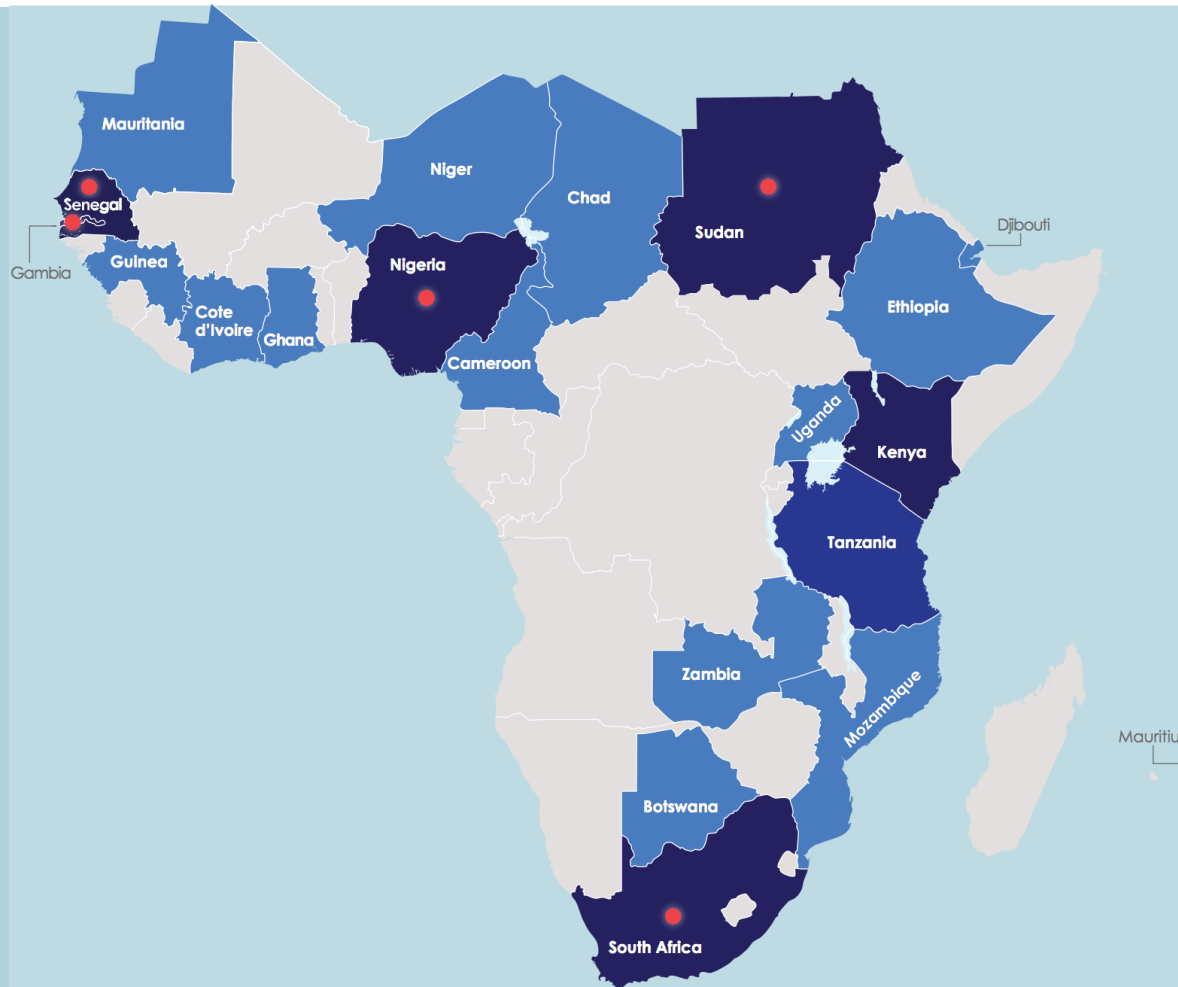 Mauritania
Niger
Chad
Senegal
Sudan
Djibouti
Gambia
Guinea
Nigeria
Cote
d'Ivoire
Ghana
Ethiopia
Cameroon
Uganda
Kenya
Tanzania
Zambia
Mozambique
Mauritiu
Botswana
South Africa